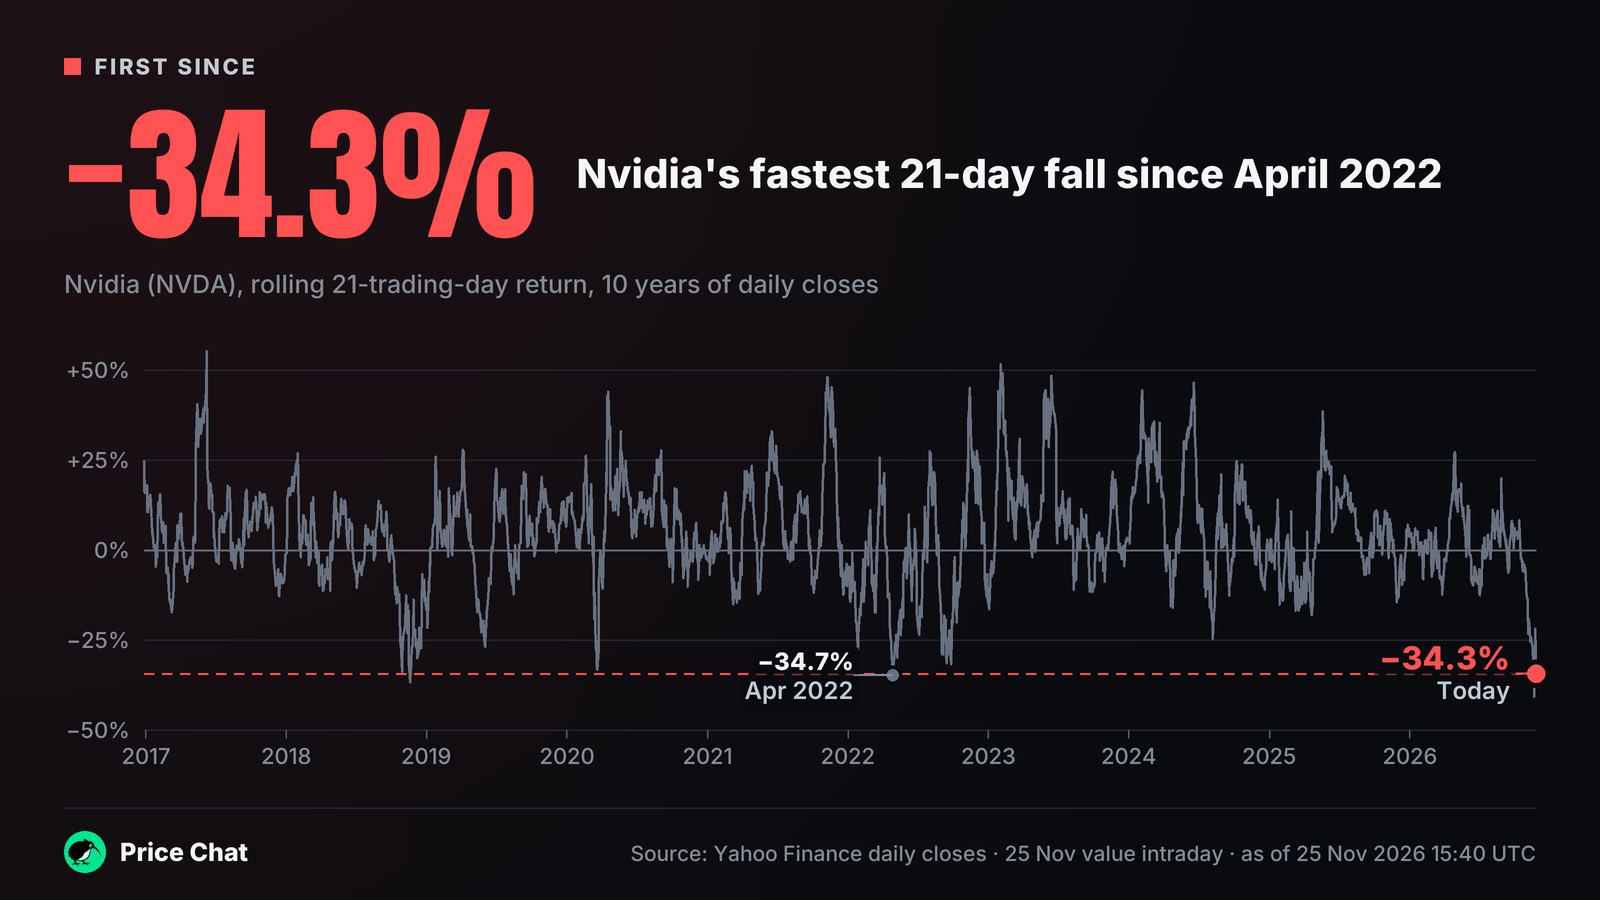 FIRST SINCE
−34.3%
Nvidia's fastest 21-day fall since April 2022
Nvidia (NVDA), rolling 21-trading-day return, 10 years of daily closes
+50%
+25%
0%
−25%
−50%
−34.7%
Apr 2022
−34.3%
Today
2017 2018 2019 2020 2021 2022 2023 2024 2025 2026
Price Chat
Source: Yahoo Finance daily closes · 25 Nov value intraday · as of 25 Nov 2026 15:40 UTC